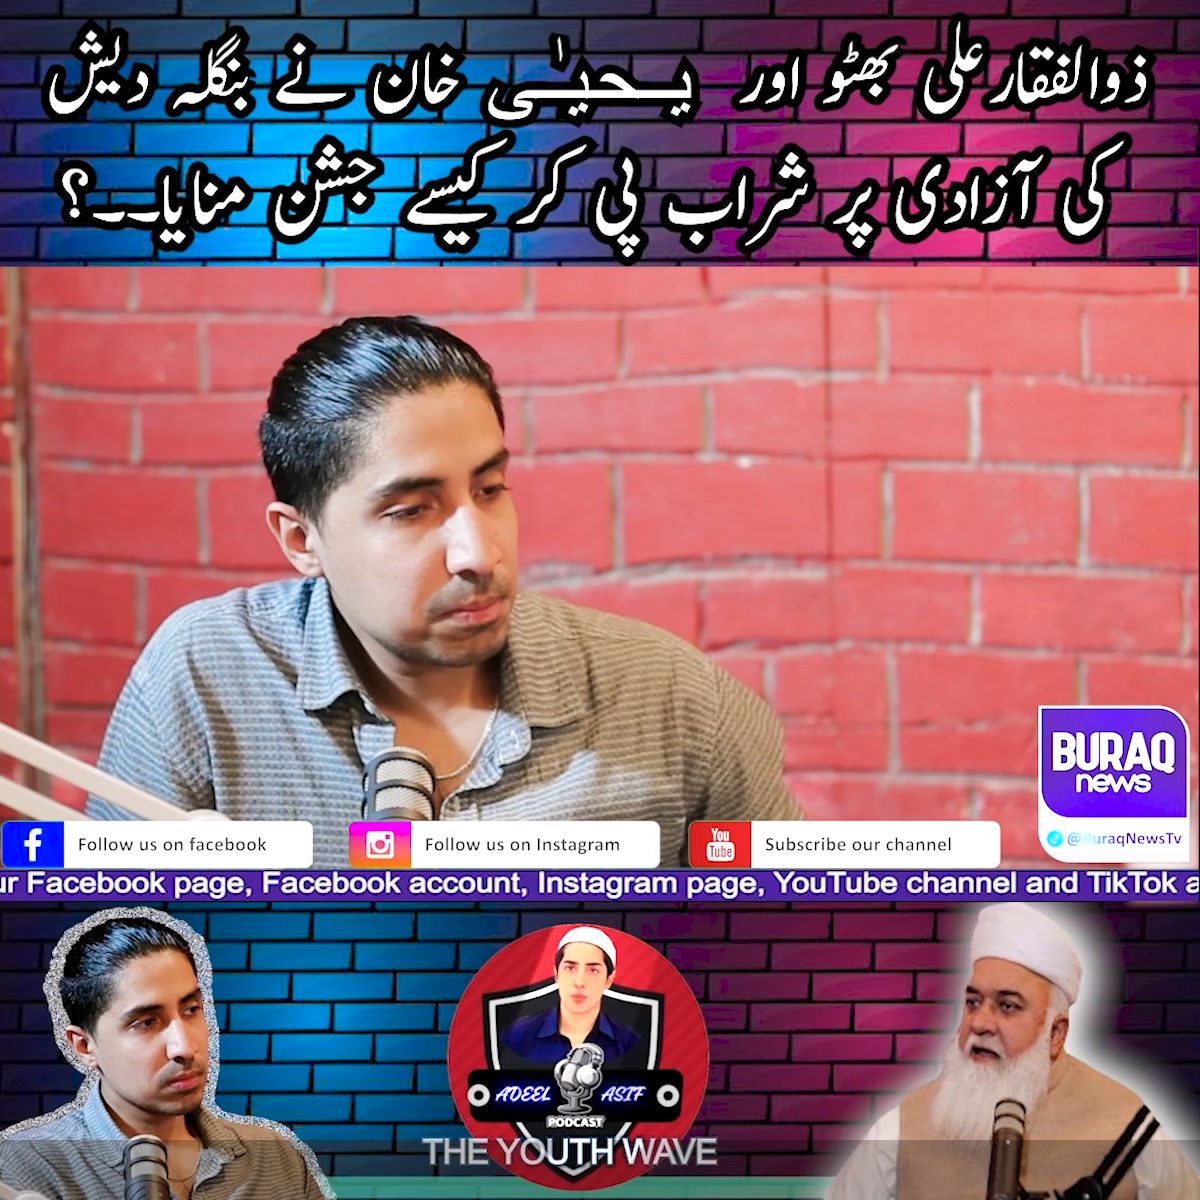 ذوالفقار علی بھٹو اور یحیٰی خان نے بنگلہ دیش
کی آزادی پر شراب پی کر کیسے جشن منایا۔۔؟
BURAQ
news
@BuraqNewsTv
Follow us on facebook
Follow us on Instagram
You
Tube
Subscribe our channel
ur Facebook page, Facebook account, Instagram page, YouTube channel and TikTok a
ADEEL ASIF
PODCAST
THE YOUTH WAVE